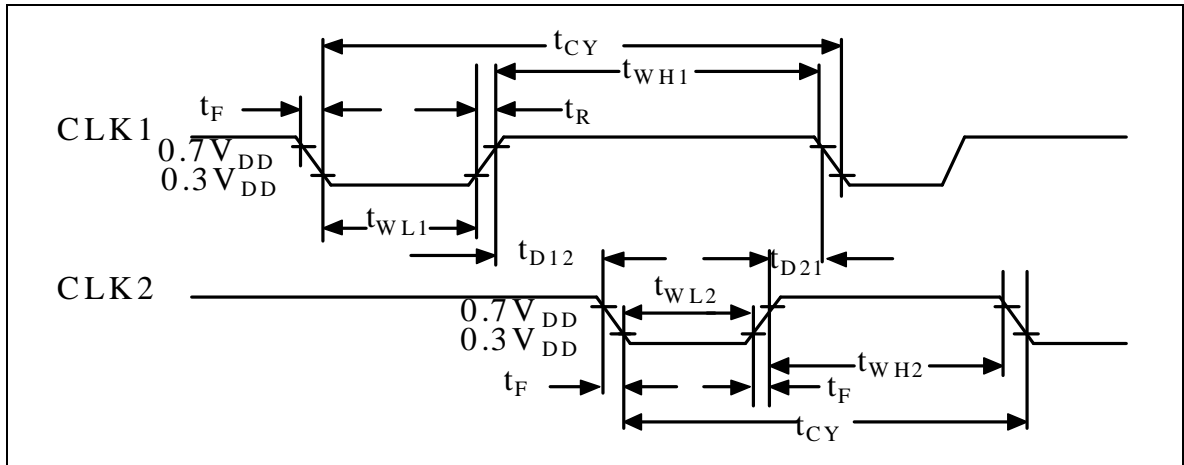 tCY
tWH1
tF
tR
CLK1
0.7VDD
0.3VDD
tWL1
tD12
tD21
CLK2
tWL2
0.7VDD
0.3VDD
tWH2
tF
tF
tCY